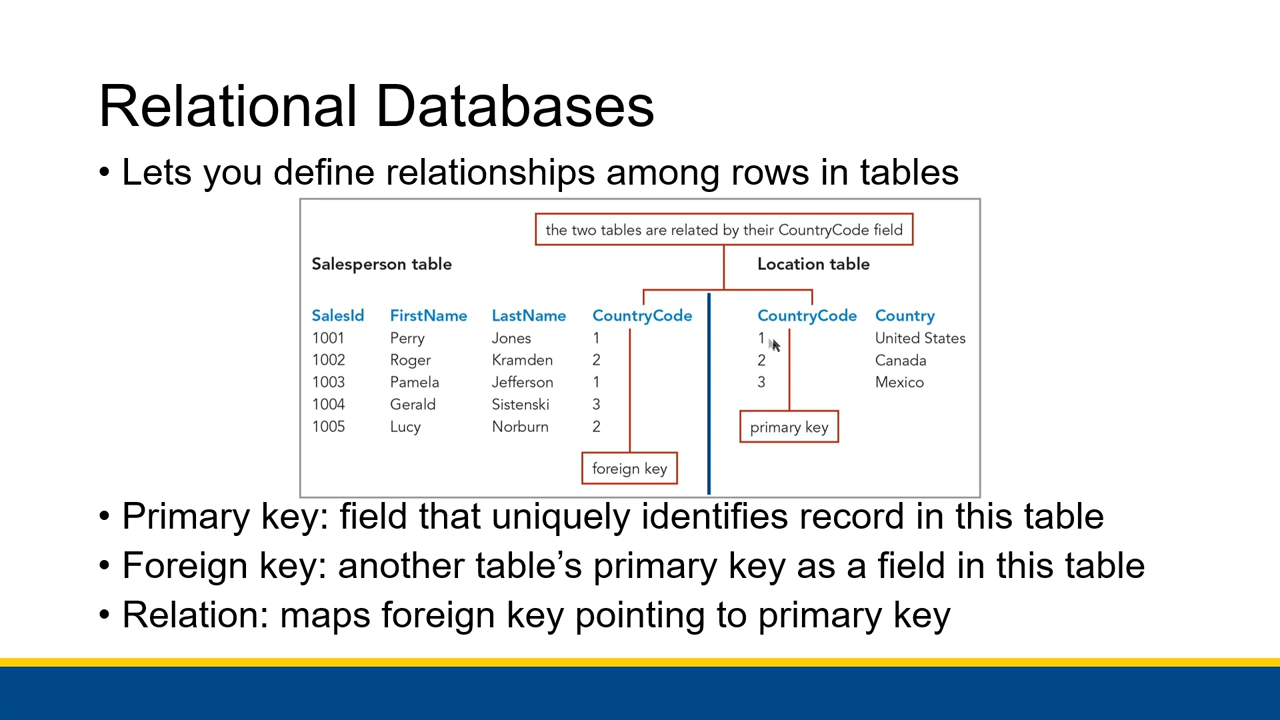 Relational Databases
• Lets you define relationships among rows in tables
the two tables are related by their CountryCode field
Salesperson table Location table
SalesId FirstName LastName CountryCode CountryCode Country
1001 Perry Jones 1 1 United States
1002 Roger Kramden 2 2 Canada
1003 Pamela Jefferson 1 3 Mexico
1004 Gerald Sistenski 3
1005 Lucy Norburn 2 primary key
foreign key
• Primary key: field that uniquely identifies record in this table
• Foreign key: another table’s primary key as a field in this table
• Relation: maps foreign key pointing to primary key